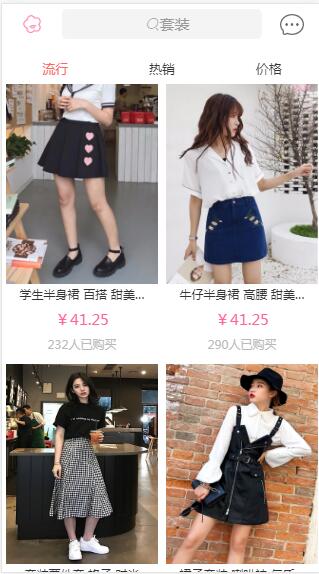 套装
流行 热销 价格
学生半身裙 百搭 甜美...
牛仔半身裙 高腰 甜美...
￥41.25
￥41.25
232人已购买
290人已购买